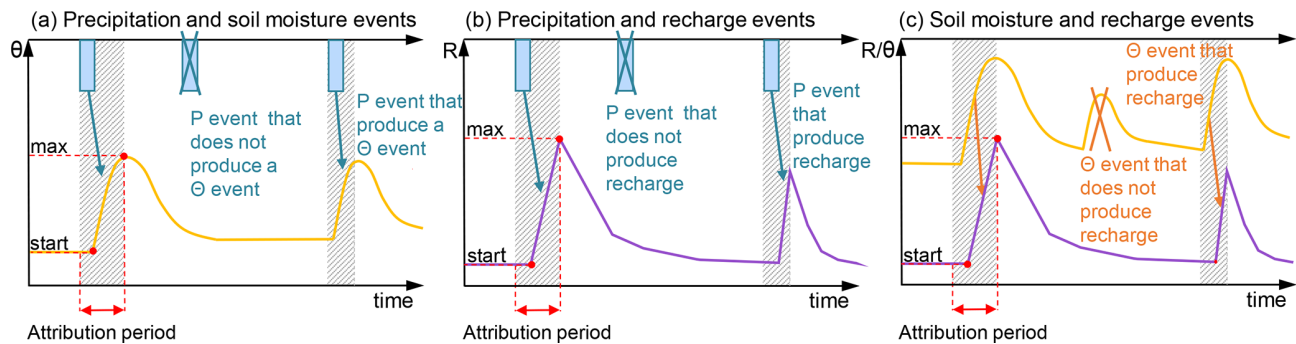 (a) Precipitation and soil moisture events
θ
max
start
P event that
does not
produce a
Θ event
P event that
produce a
Θ event
time
Attribution period
(b) Precipitation and recharge events
R
max
start
P event that
does not
produce
recharge
P event
that
produce
recharge
time
Attribution period
(c) Soil moisture and recharge events
R/θ
max
start
Θ event that
produce
recharge
Θ event that
does not
produce
recharge
time
Attribution period